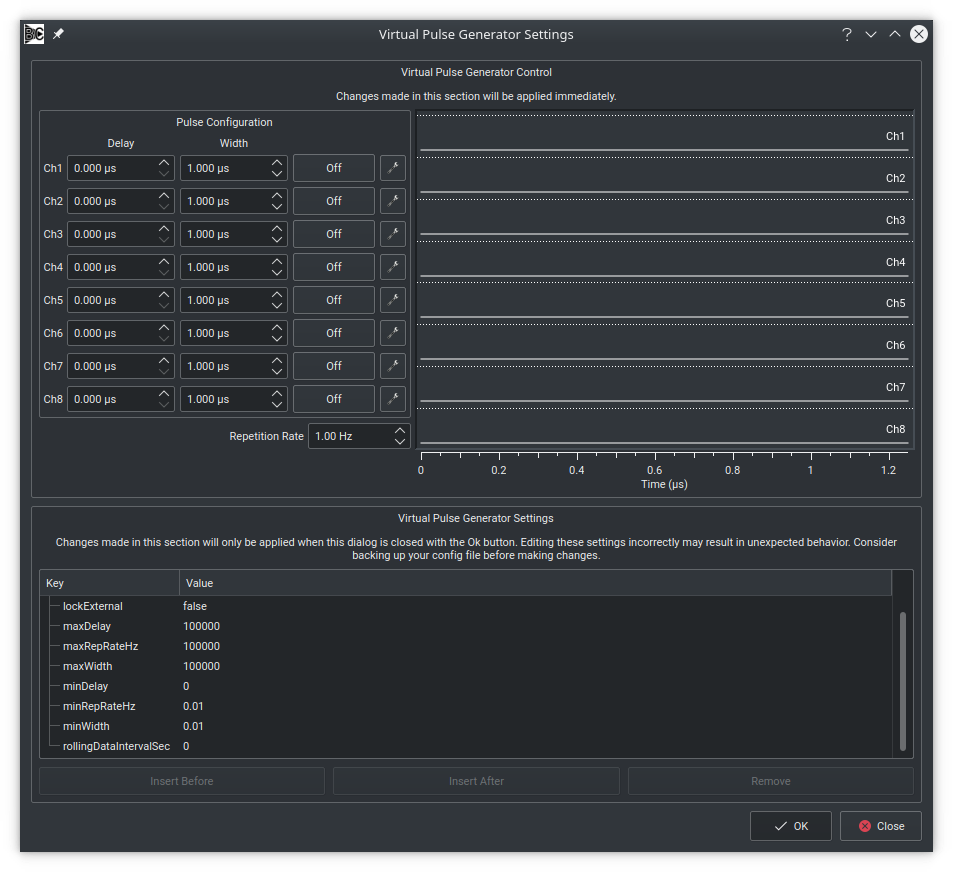 BC
Virtual Pulse Generator Settings
?
Virtual Pulse Generator Control
Changes made in this section will be applied immediately.
Pulse Configuration
Delay Width
Ch1 0.000 µs 1.000 µs Off
Ch2 0.000 µs 1.000 µs Off
Ch3 0.000 µs 1.000 µs Off
Ch4 0.000 µs 1.000 µs Off
Ch5 0.000 µs 1.000 µs Off
Ch6 0.000 µs 1.000 µs Off
Ch7 0.000 µs 1.000 µs Off
Ch8 0.000 µs 1.000 µs Off
Repetition Rate 1.00 Hz
Ch1
Ch2
Ch3
Ch4
Ch5
Ch6
Ch7
Ch8
0 0.2 0.4 0.6 0.8 1 1.2
Time (µs)
Virtual Pulse Generator Settings
Changes made in this section will only be applied when this dialog is closed with the Ok button. Editing these settings incorrectly may result in unexpected behavior. Consider
backing up your config file before making changes.
Key Value
lockExternal false
maxDelay 100000
maxRepRateHz 100000
maxWidth 100000
minDelay 0
minRepRateHz 0.01
minWidth 0.01
rollingDataIntervalSec 0
Insert Before Insert After Remove
OK Close